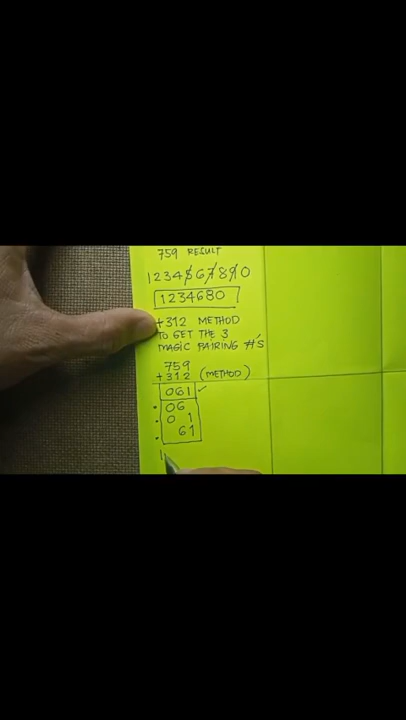 759 RESULT
1234567890
1234680
+312 METHOD
TO GET THE 3
MAGIC PAIRING #'S
759
+312 (METHOD)
061 ✓
• 06
• 0 1
• 61
1